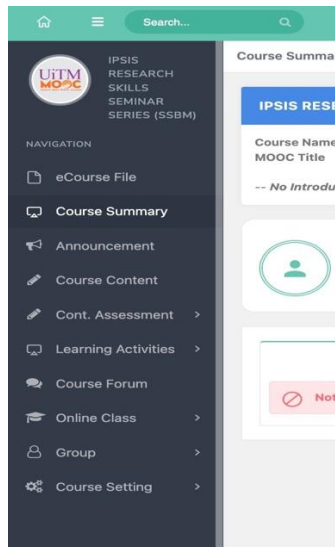 Search...
UiTM
MOOC
IPSIS
RESEARCH
SKILLS
SEMINAR
SERIES (SSBM)
NAVIGATION
eCourse File
Course Summary
Announcement
Course Content
Cont. Assessment
Learning Activities
Course Forum
Online Class
Group
Course Setting
Course Summa
IPSIS RESE
Course Name
MOOC Title
-- No Introdu
Not